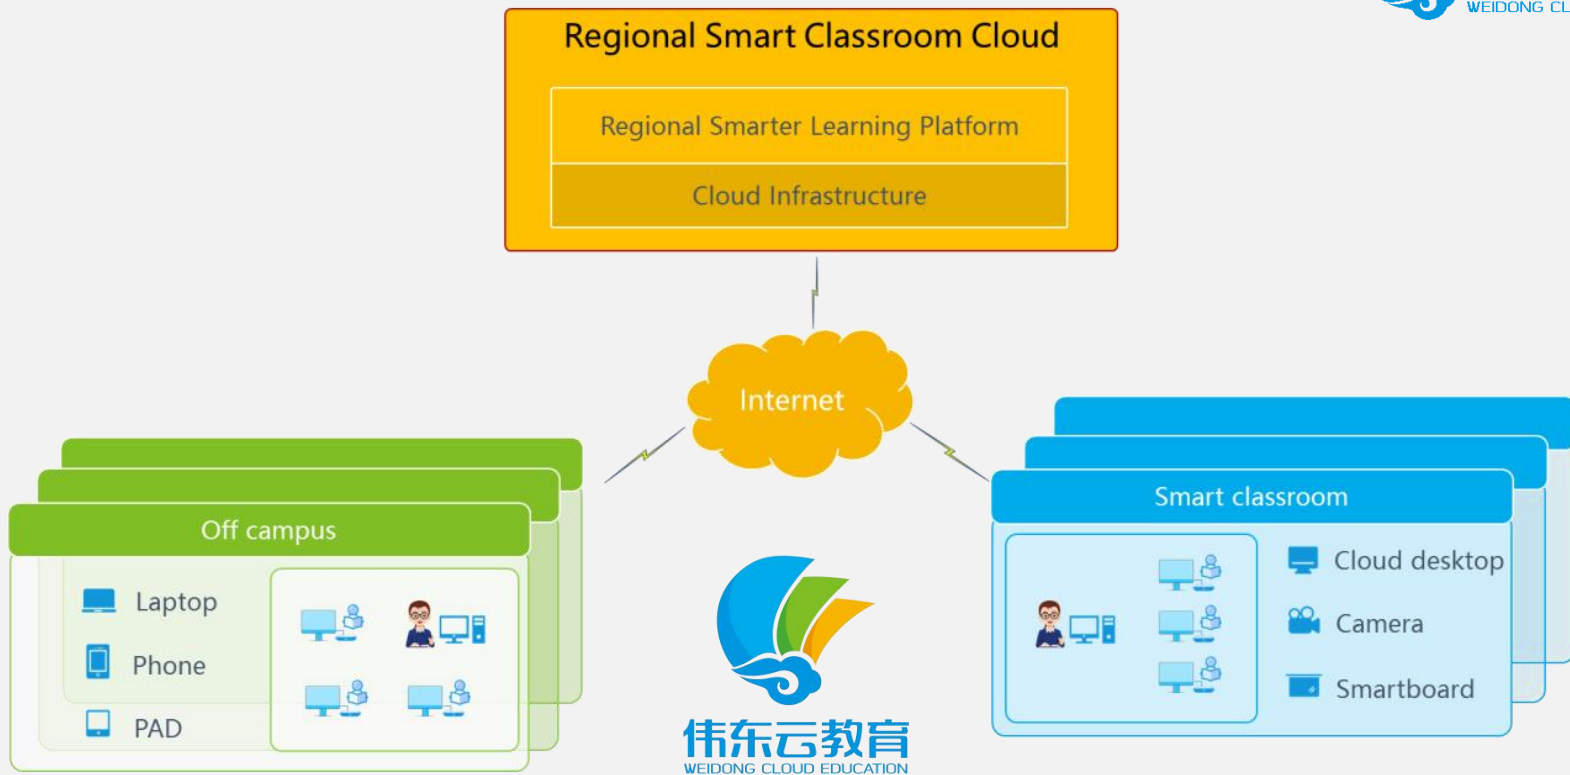 WEIDONG CL
Regional Smart Classroom Cloud
Regional Smarter Learning Platform
Cloud Infrastructure
Internet
Off campus
Laptop
Phone
PAD
Smart classroom
Cloud desktop
Camera
Smartboard
伟东云教育
WEIDONG CLOUD EDUCATION